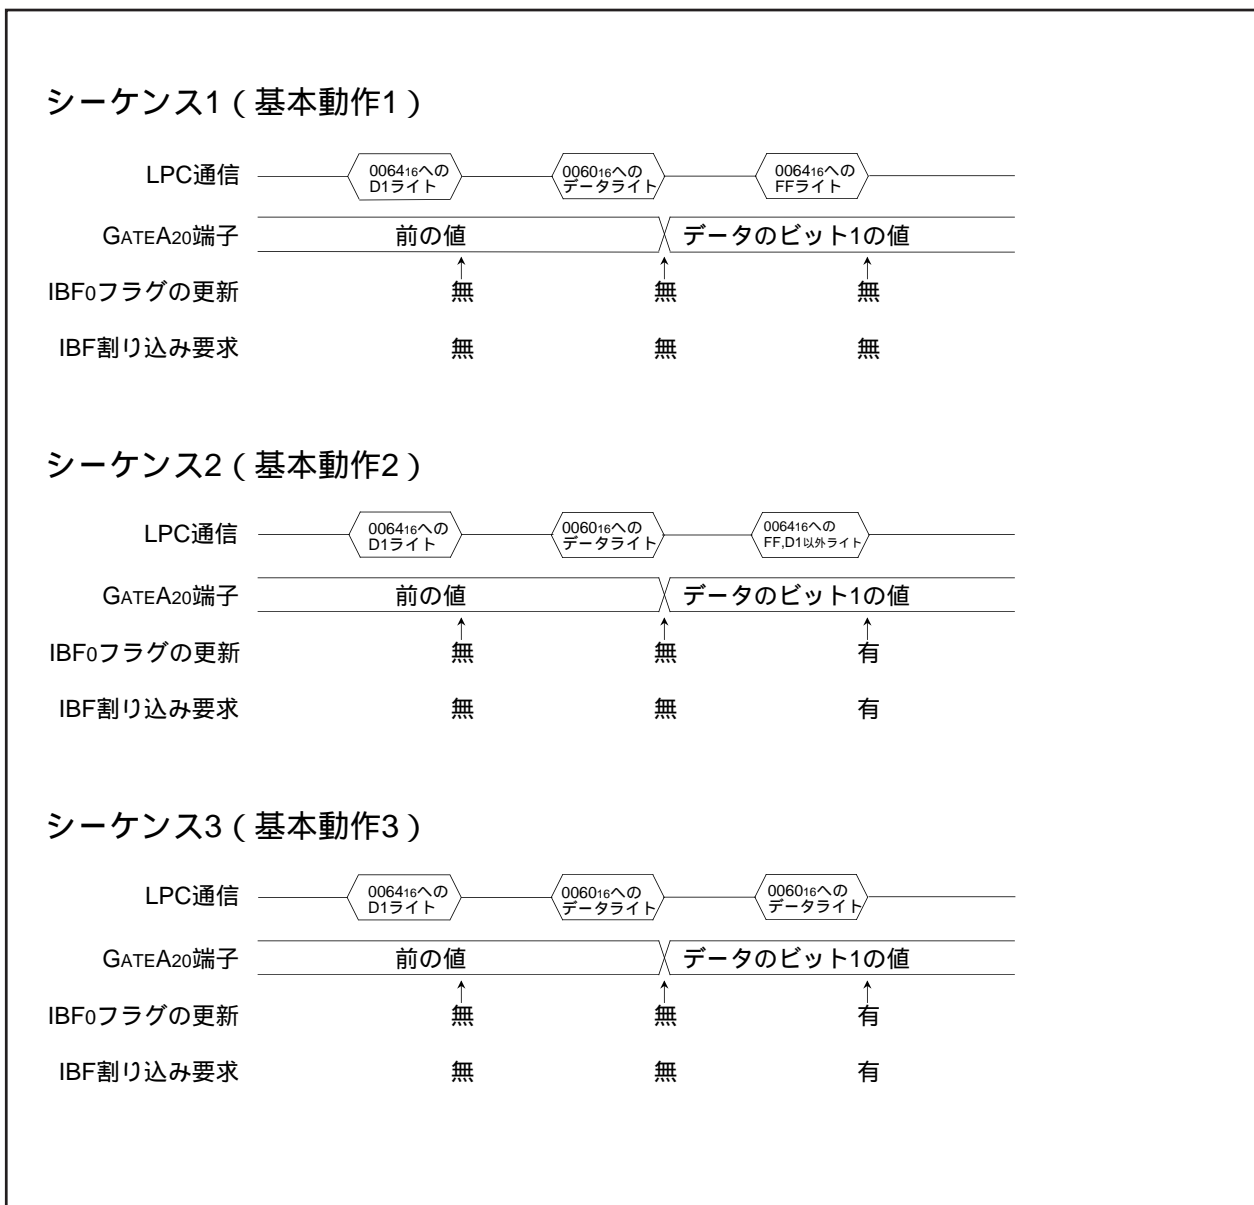 シーケンス1（基本動作1）
LPC通信
006416への
D1ライト
006016への
データライト
006416への
FFライト
GATEA20端子
前の値
データのビット1の値
IBF0フラグの更新
無
無
無
IBF割り込み要求
無
無
無
シーケンス2（基本動作2）
LPC通信
006416への
D1ライト
006016への
データライト
006416への
FF,D1以外ライト
GATEA20端子
前の値
データのビット1の値
IBF0フラグの更新
無
無
有
IBF割り込み要求
無
無
有
シーケンス3（基本動作3）
LPC通信
006416への
D1ライト
006016への
データライト
006016への
データライト
GATEA20端子
前の値
データのビット1の値
IBF0フラグの更新
無
無
有
IBF割り込み要求
無
無
有